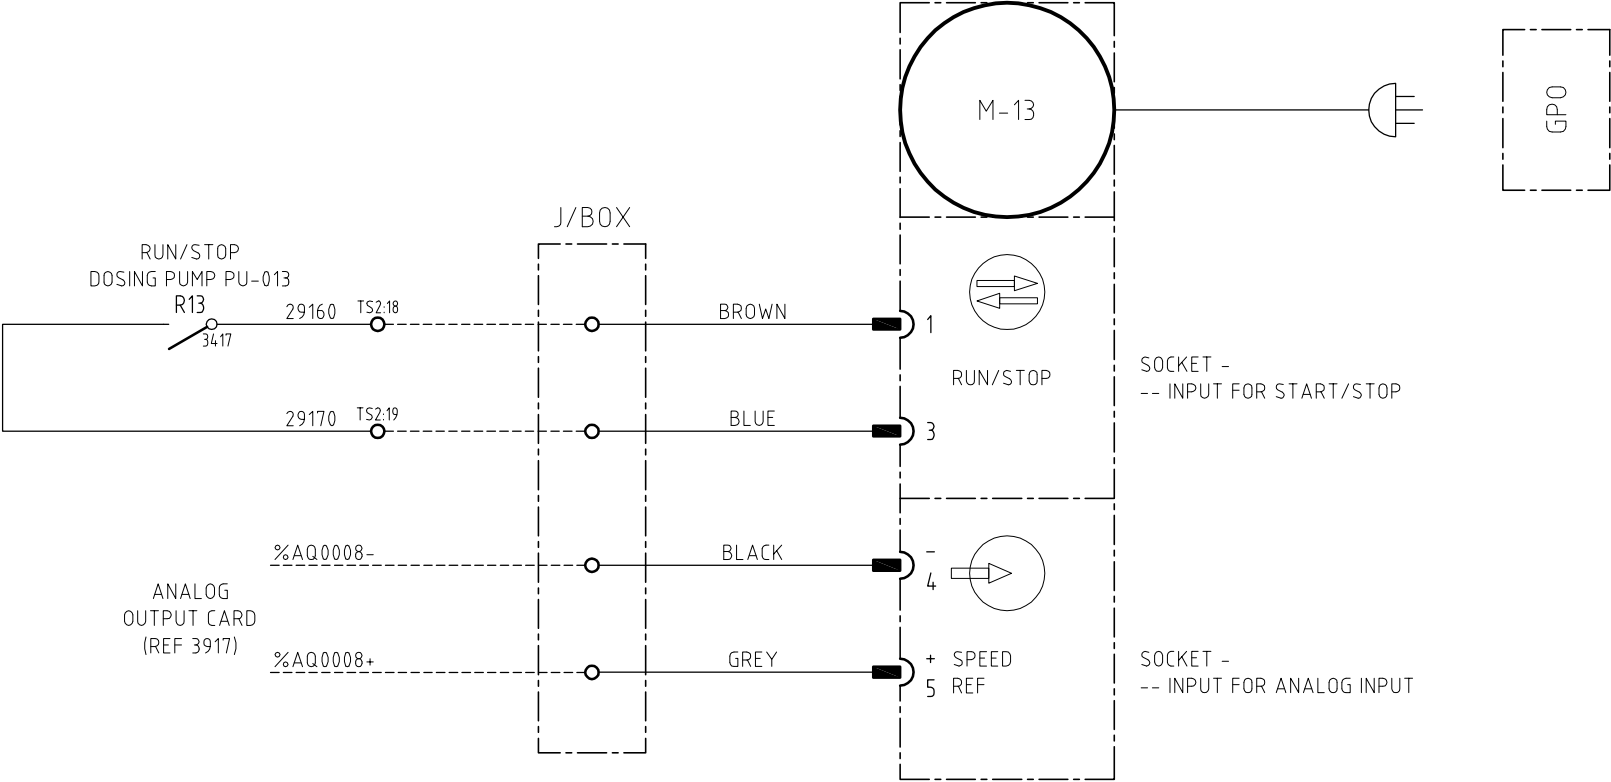 M-13
GPO
J/BOX
RUN/STOP
DOSING PUMP PU-013
R13
3417
29160
TS2:18
BROWN
1
RUN/STOP
SOCKET -
-- INPUT FOR START/STOP
29170
TS2:19
BLUE
3
%AQ0008-
BLACK
-
4
ANALOG
OUTPUT CARD
(REF 3917)
%AQ0008+
GREY
+ SPEED
5 REF
SOCKET -
-- INPUT FOR ANALOG INPUT